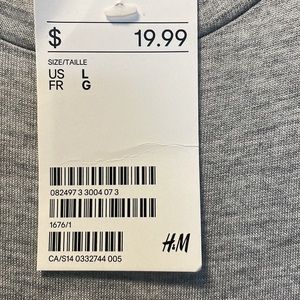 $ 19.99
SIZE/TAILLE
US L
FR G
082497 3 3004 07 3
1676/1
H&M
CA/S14 0332744 005